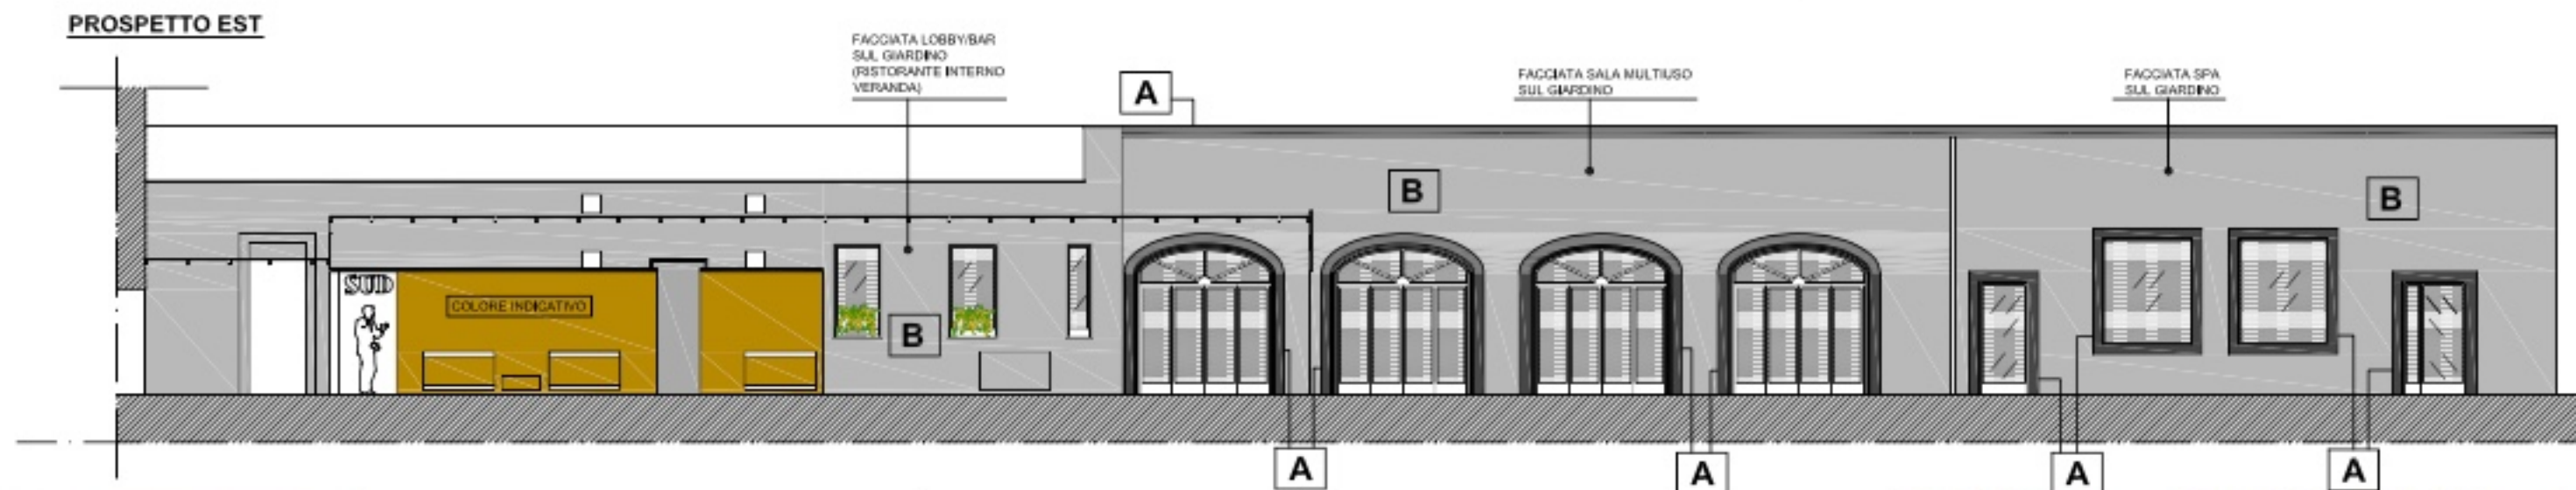 PROSPETTO EST
FACCIATA LOBBY/BAR
SUL GIARDINO
(RISTORANTE INTERNO
VERANDA)
A
FACCIATA SALA MULTIUSO
SUL GIARDINO
FACCIATA SPA
SUL GIARDINO
B
B
SUD
COLORE INDICATIVO
B
A
A
A
A